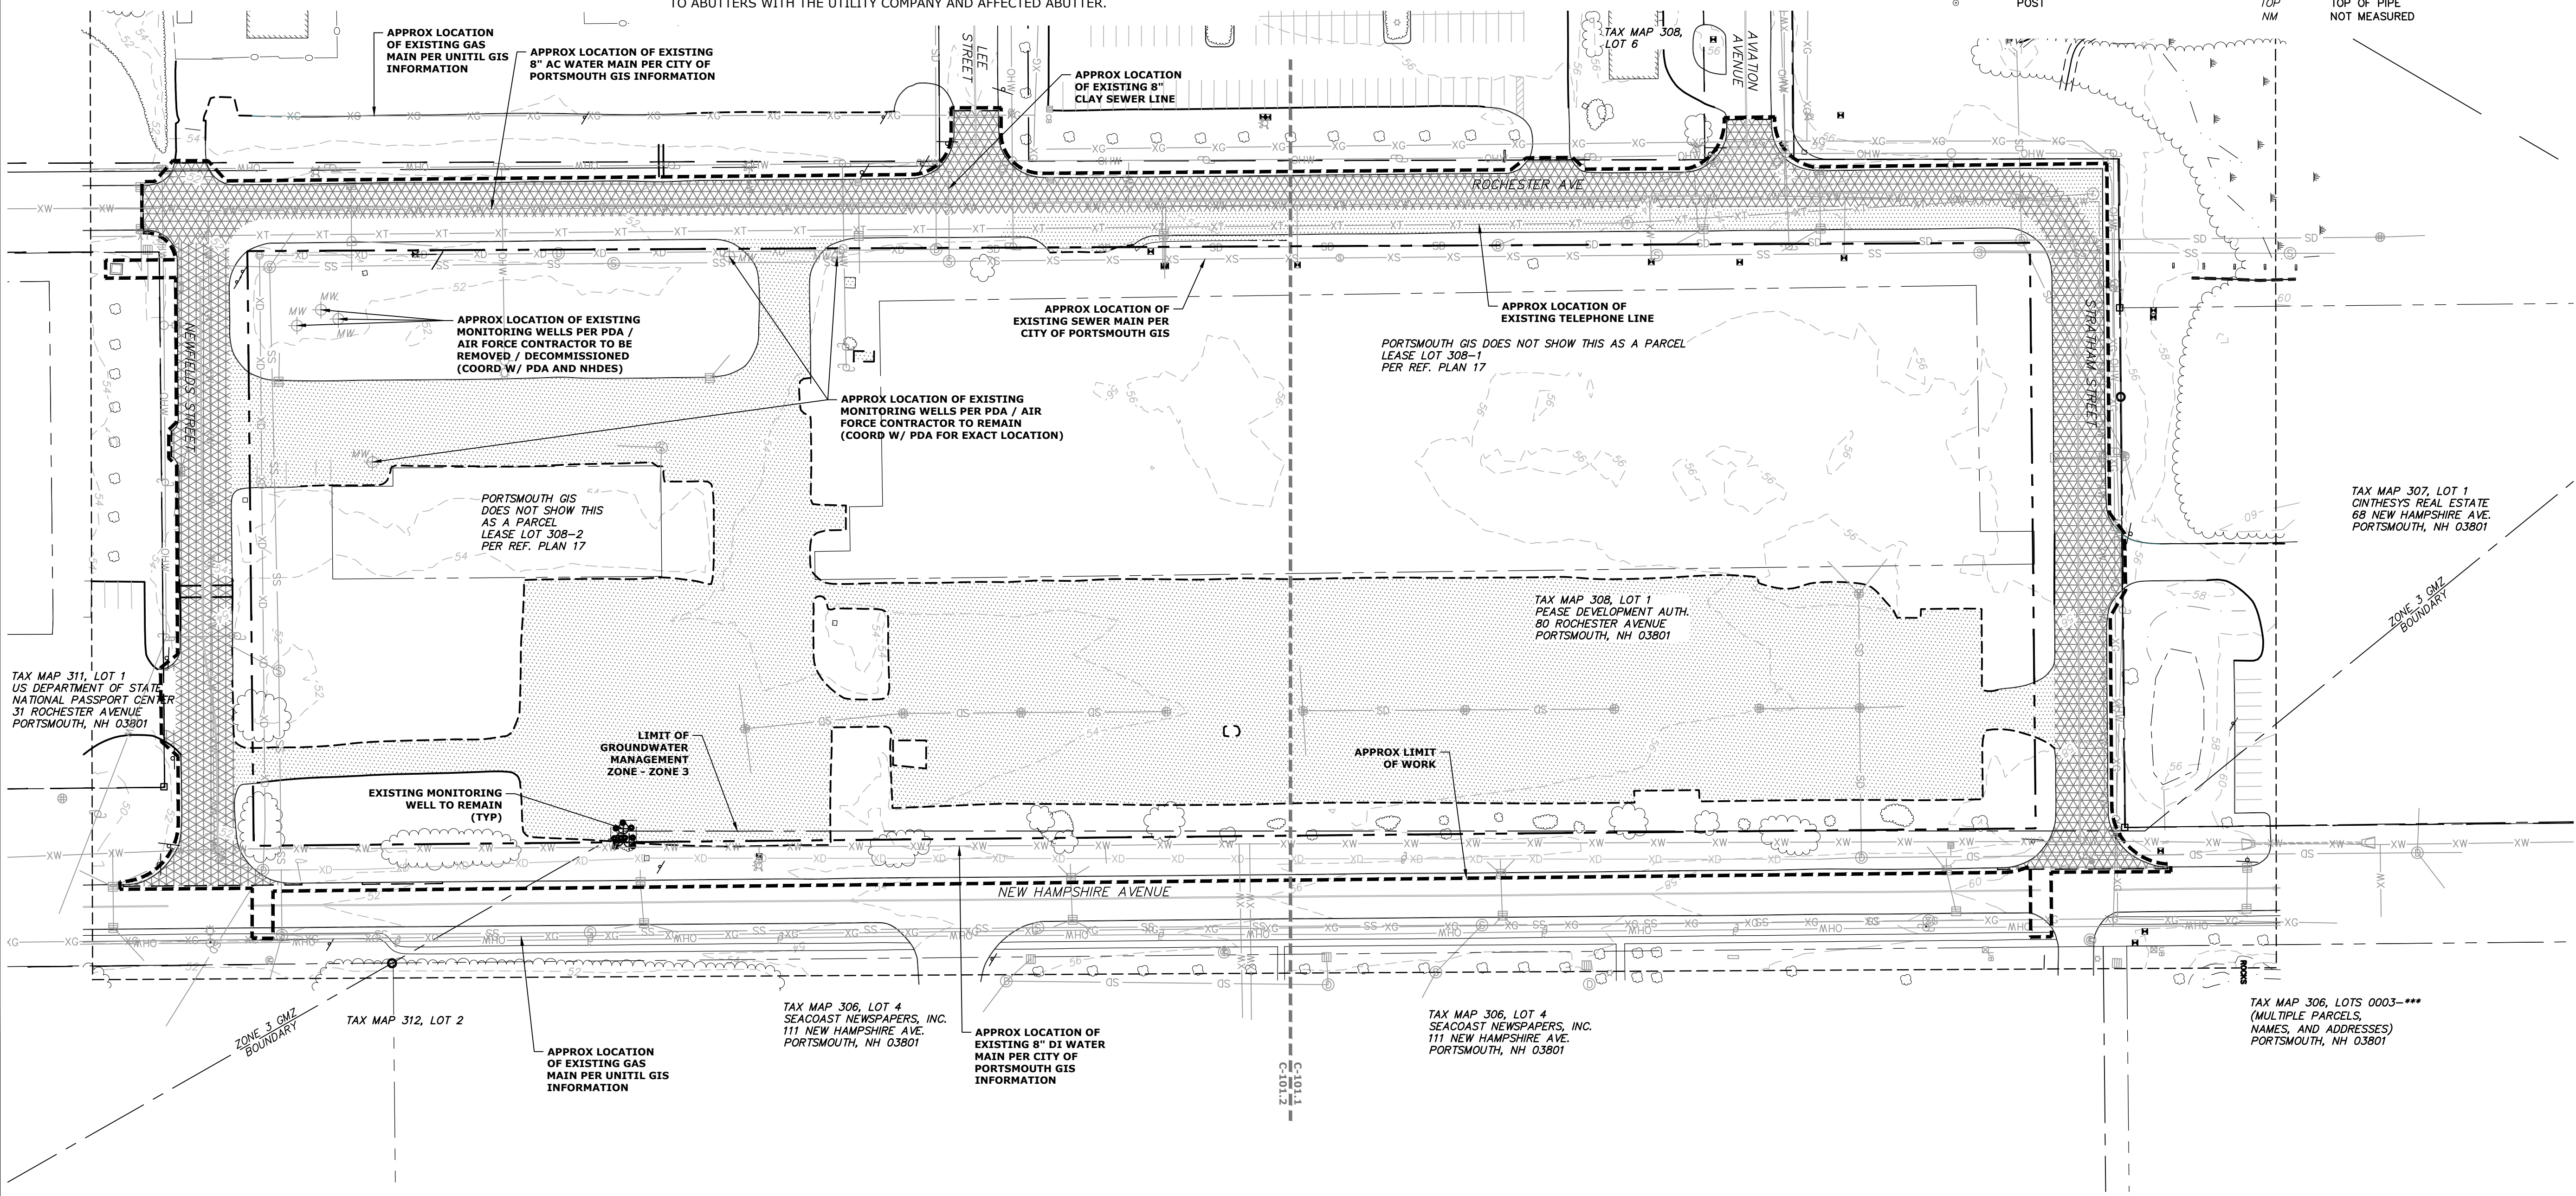 TO ABUTTERS WITH THE UTILITY COMPANY AND AFFECTED ABUTTER.
POST
TOP
TOP OF PIPE
NM
NOT MEASURED
APPROX LOCATION
OF EXISTING GAS
MAIN PER UNITIL GIS
INFORMATION
APPROX LOCATION OF EXISTING
8" AC WATER MAIN PER CITY OF
PORTSMOUTH GIS INFORMATION
LEE
STREET
APPROX LOCATION
OF EXISTING 8"
CLAY SEWER LINE
TAX MAP 308,
LOT 6
AVIATION
AVENUE
ROCHESTER AVE
NEWFIELDS STREET
STRATHAM STREET
APPROX LOCATION OF EXISTING
MONITORING WELLS PER PDA /
AIR FORCE CONTRACTOR TO BE
REMOVED / DECOMMISSIONED
(COORD W/ PDA AND NHDES)
APPROX LOCATION OF
EXISTING SEWER MAIN PER
CITY OF PORTSMOUTH GIS
APPROX LOCATION OF
EXISTING TELEPHONE LINE
PORTSMOUTH GIS DOES NOT SHOW THIS AS A PARCEL
LEASE LOT 308-1
PER REF. PLAN 17
APPROX LOCATION OF EXISTING
MONITORING WELLS PER PDA / AIR
FORCE CONTRACTOR TO REMAIN
(COORD W/ PDA FOR EXACT LOCATION)
PORTSMOUTH GIS
DOES NOT SHOW THIS
AS A PARCEL
LEASE LOT 308-2
PER REF. PLAN 17
TAX MAP 307, LOT 1
CINTHESYS REAL ESTATE
68 NEW HAMPSHIRE AVE.
PORTSMOUTH, NH 03801
TAX MAP 308, LOT 1
PEASE DEVELOPMENT AUTH.
80 ROCHESTER AVENUE
PORTSMOUTH, NH 03801
ZONE 3 GMZ
BOUNDARY
TAX MAP 311, LOT 1
US DEPARTMENT OF STATE
NATIONAL PASSPORT CENTER
31 ROCHESTER AVENUE
PORTSMOUTH, NH 03801
LIMIT OF
GROUNDWATER
MANAGEMENT
ZONE - ZONE 3
APPROX LIMIT
OF WORK
EXISTING MONITORING
WELL TO REMAIN
(TYP)
NEW HAMPSHIRE AVENUE
ROCKS
ZONE 3 GMZ
BOUNDARY
TAX MAP 312, LOT 2
TAX MAP 306, LOT 4
SEACOAST NEWSPAPERS, INC.
111 NEW HAMPSHIRE AVE.
PORTSMOUTH, NH 03801
APPROX LOCATION OF
EXISTING 8" DI WATER
MAIN PER CITY OF
PORTSMOUTH GIS
INFORMATION
TAX MAP 306, LOT 4
SEACOAST NEWSPAPERS, INC.
111 NEW HAMPSHIRE AVE.
PORTSMOUTH, NH 03801
TAX MAP 306, LOTS 0003-***
(MULTIPLE PARCELS,
NAMES, AND ADDRESSES)
PORTSMOUTH, NH 03801
APPROX LOCATION
OF EXISTING GAS
MAIN PER UNITIL GIS
INFORMATION
C-101.1
C-101.2